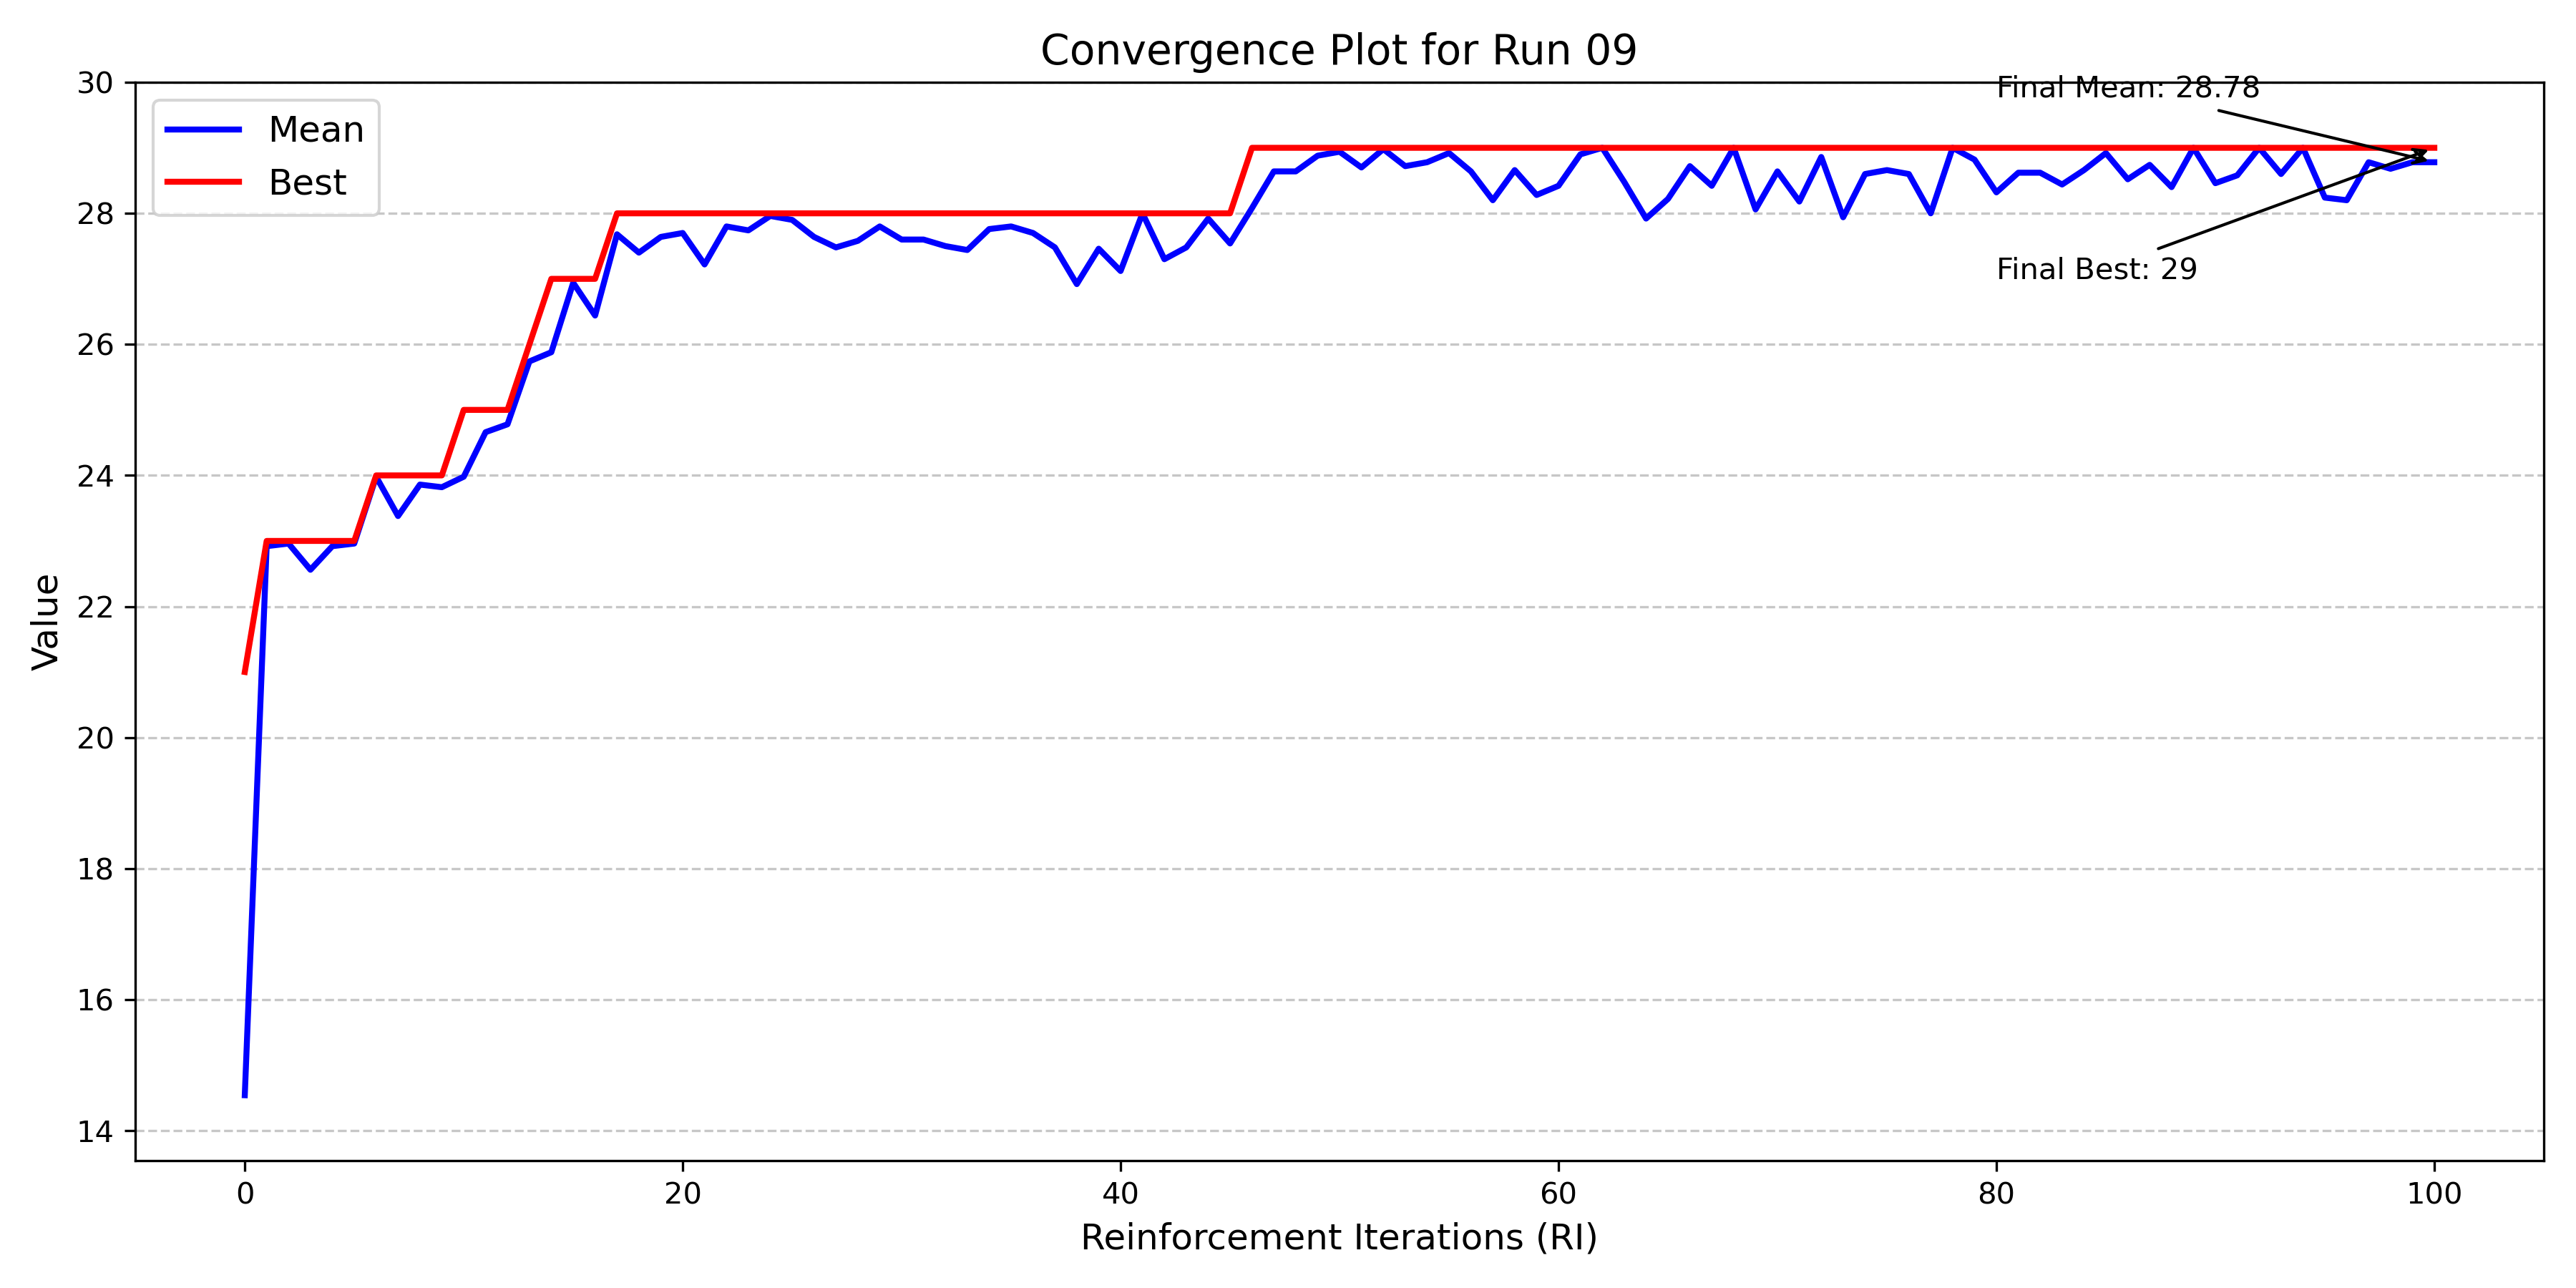 Convergence Plot for Run 09
Final Mean: 28.78
Mean
Best
Final Best: 29
30
28
26
24
22
20
18
16
14
Value
0 20 40 60 80 100
Reinforcement Iterations (RI)